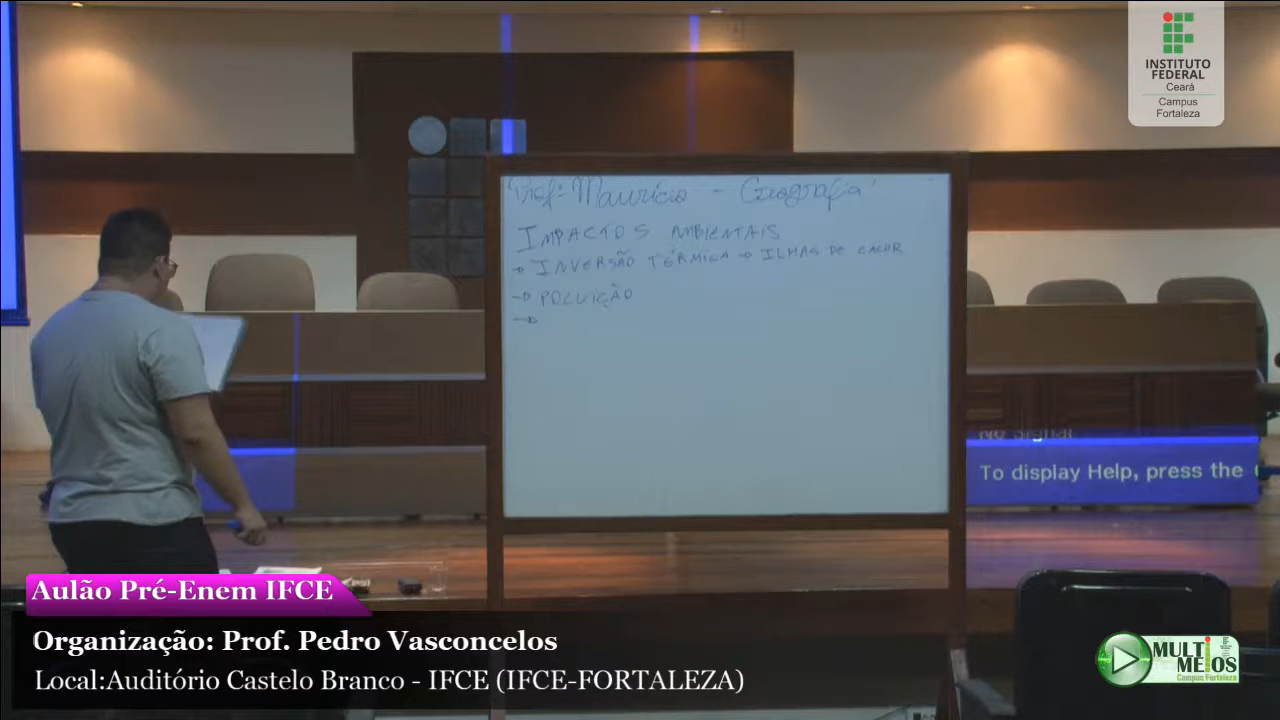 INSTITUTO
FEDERAL
Ceará
Campus
Fortaleza
Prof: Maurício - Geografia
IMPACTOS AMBIENTAIS
→ INVERSÃO TÉRMICA → ILHAS DE CALOR
→ POLUIÇÃO
→
No Signal
To display Help, press the
Aulão Pré-Enem IFCE
Organização: Prof. Pedro Vasconcelos
Local:Auditório Castelo Branco - IFCE (IFCE-FORTALEZA)
MULTIMEIOS
Campus Fortaleza